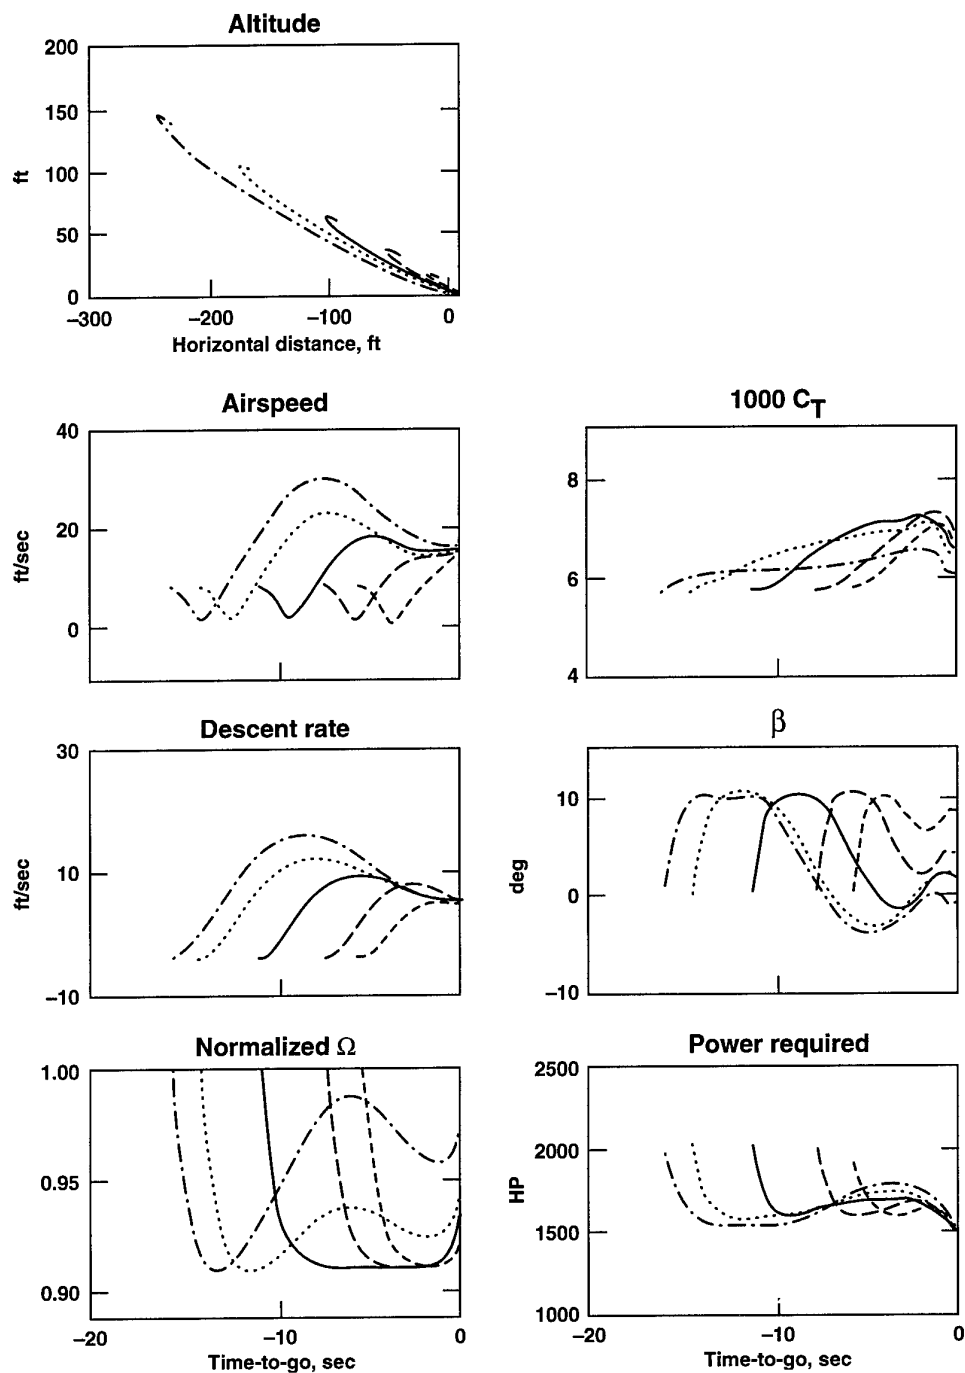 Altitude
200
150
100
50
0
ft
–300
–200
–100
0
Horizontal distance, ft
Airspeed
40
20
0
ft/sec
1000 CT
8
6
4
Descent rate
30
10
–10
ft/sec
β
10
0
–10
deg
Normalized Ω
1.00
0.95
0.90
–20
–10
0
Time-to-go, sec
Power required
2500
2000
1500
1000
HP
–20
–10
0
Time-to-go, sec